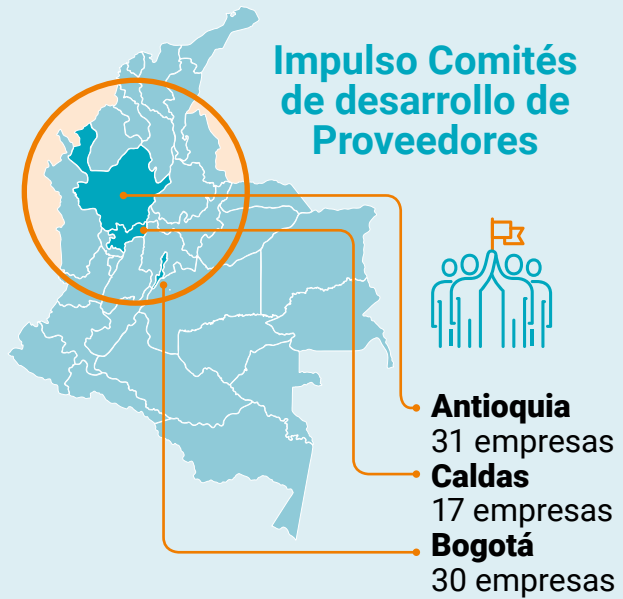 Impulso Comités
de desarrollo de
Proveedores
Antioquia
31 empresas
Caldas
17 empresas
Bogotá
30 empresas